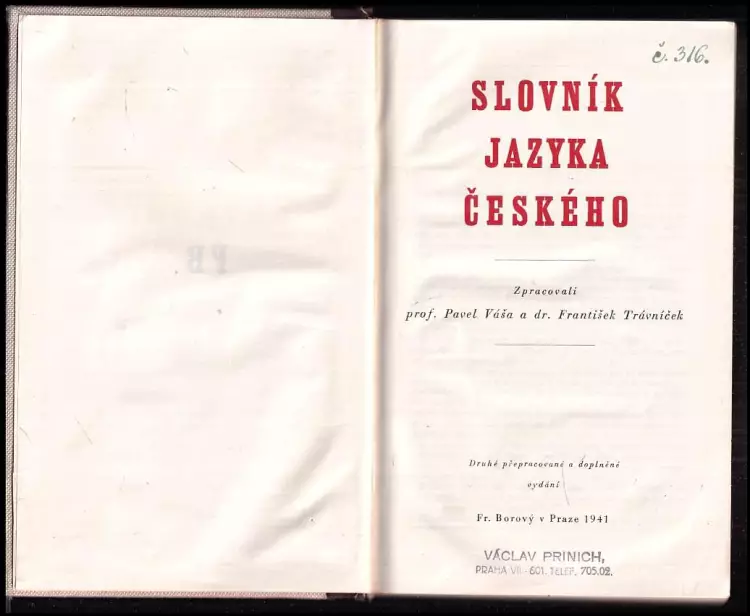 č. 316.
SLOVNÍK
JAZYKA
ČESKÉHO
Zpracovali
prof. Pavel Váša a dr. František Trávníček
Druhé přepracované a doplněné
vydání
Fr. Borový v Praze 1941
VÁCLAV PRINICH,
PRAHA VII.-601. TELEF. 705.02.